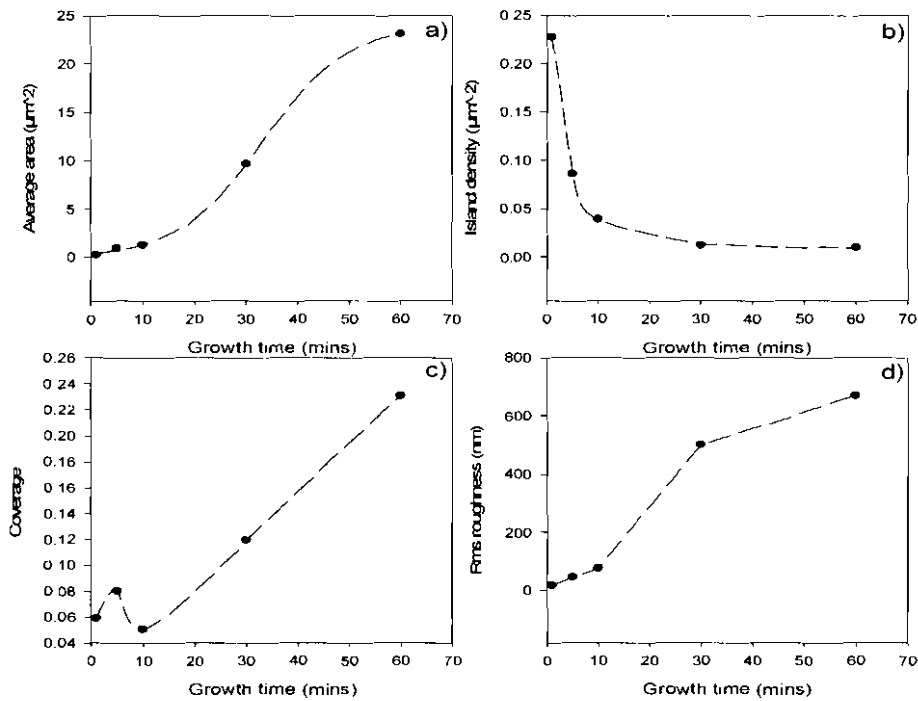 a)
Average area (µm^2)
25
20
15
10
5
0
0 10 20 30 40 50 60 70
Growth time (mins)
b)
Island density (µm^-2)
0.25
0.20
0.15
0.10
0.05
0.00
0 10 20 30 40 50 60 70
Growth time (mins)
c)
Coverage
0.26
0.24
0.22
0.20
0.18
0.16
0.14
0.12
0.10
0.08
0.06
0.04
0 10 20 30 40 50 60 70
Growth time (mins)
d)
Rms roughness (nm)
800
600
400
200
0
0 10 20 30 40 50 60 70
Growth time (mins)